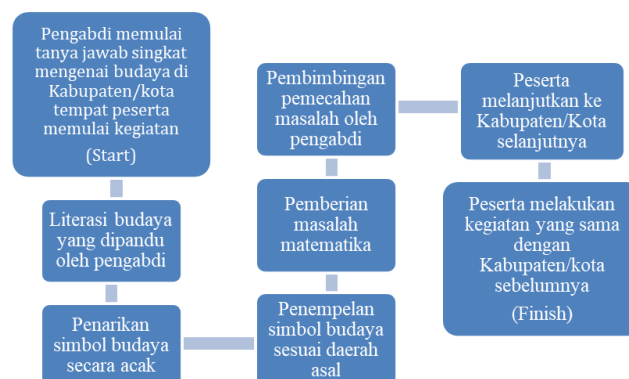 Pengabdi memulai
tanya jawab singkat
mengenai budaya di
Kabupaten/kota
tempat peserta
memulai kegiatan
(Start)
Literasi budaya
yang dipandu
oleh pengabdi
Penarikan
simbol budaya
secara acak
Penempelan
simbol budaya
sesuai daerah
asal
Pemberian
masalah
matematika
Pembimbingan
pemecahan
masalah oleh
pengabdi
Peserta
melanjutkan ke
Kabupaten/Kota
selanjutnya
Peserta melakukan
kegiatan yang sama
dengan
Kabupaten/kota
sebelumnya
(Finish)